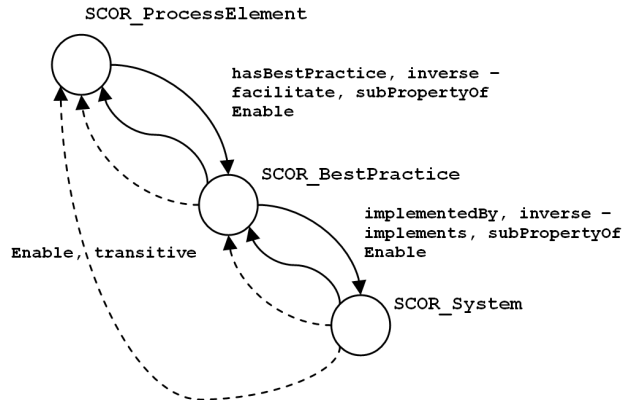 SCOR_ProcessElement
hasBestPractice, inverse –
facilitate, subPropertyOf
Enable
SCOR_BestPractice
implementedBy, inverse –
implements, subPropertyOf
Enable
Enable, transitive
SCOR_System